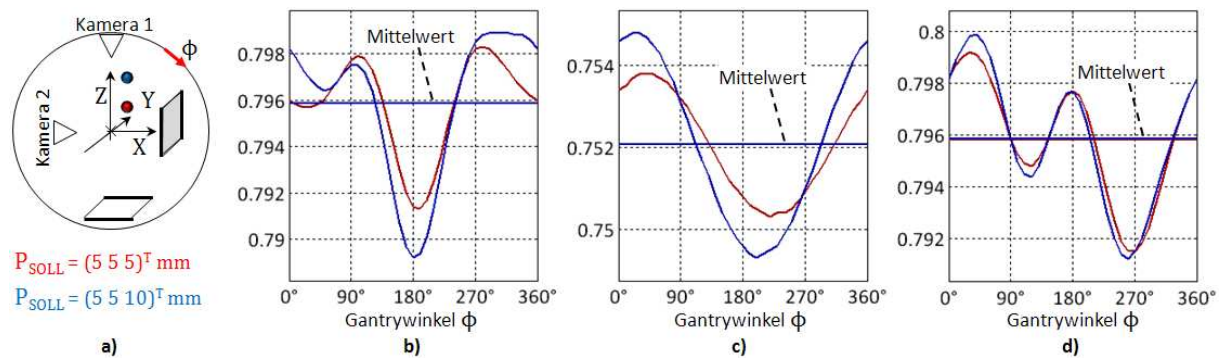 Kamera 1
ϕ
Kamera 2
Z
Y
X
P_SOLL = (5 5 5)^T mm
P_SOLL = (5 5 10)^T mm
a)
Mittelwert
0.798
0.796
0.794
0.792
0.79
0° 90° 180° 270° 360°
Gantrywinkel ϕ
b)
Mittelwert
0.754
0.752
0.75
0° 90° 180° 270° 360°
Gantrywinkel ϕ
c)
Mittelwert
0.8
0.798
0.796
0.794
0.792
0° 90° 180° 270° 360°
Gantrywinkel ϕ
d)